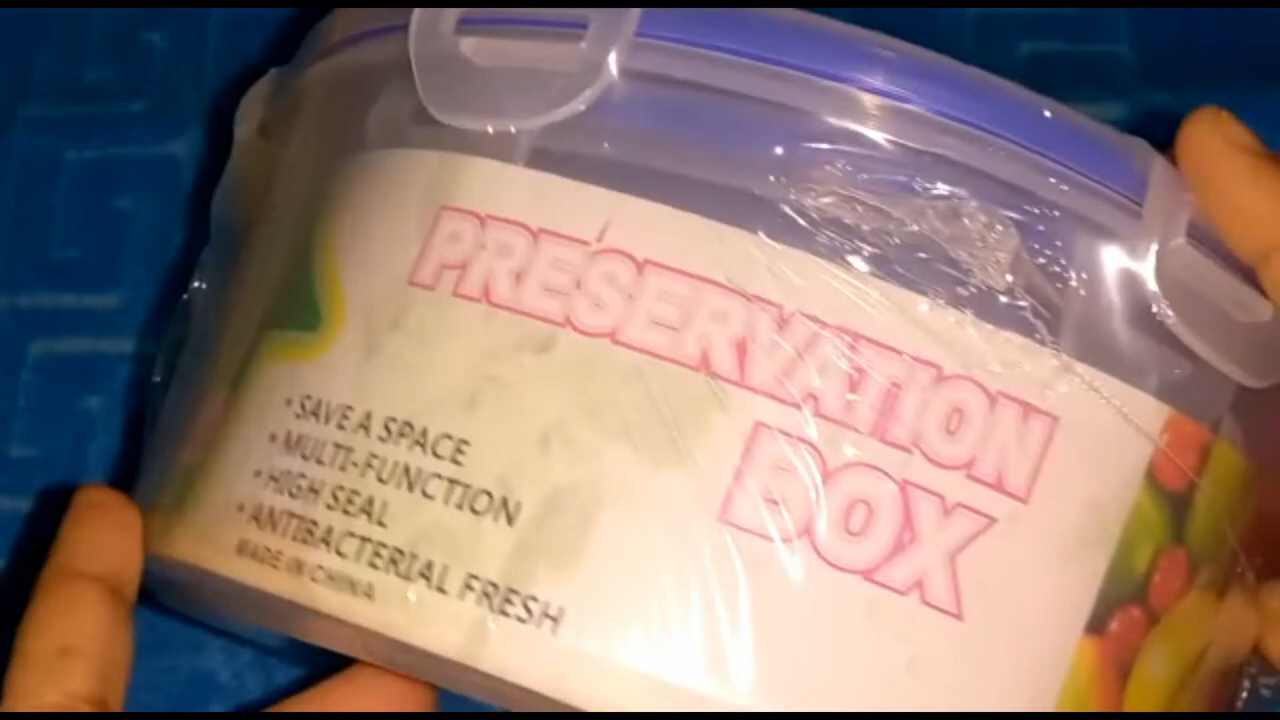 PRESERVATION
BOX
• SAVE A SPACE
• MULTI-FUNCTION
• HIGH SEAL
• ANTIBACTERIAL FRESH
MADE IN CHINA